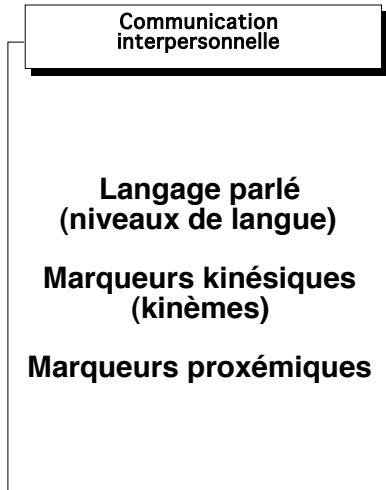 Communication
interpersonnelle
Langage parlé
(niveaux de langue)
Marqueurs kinésiques
(kinèmes)
Marqueurs proxémiques